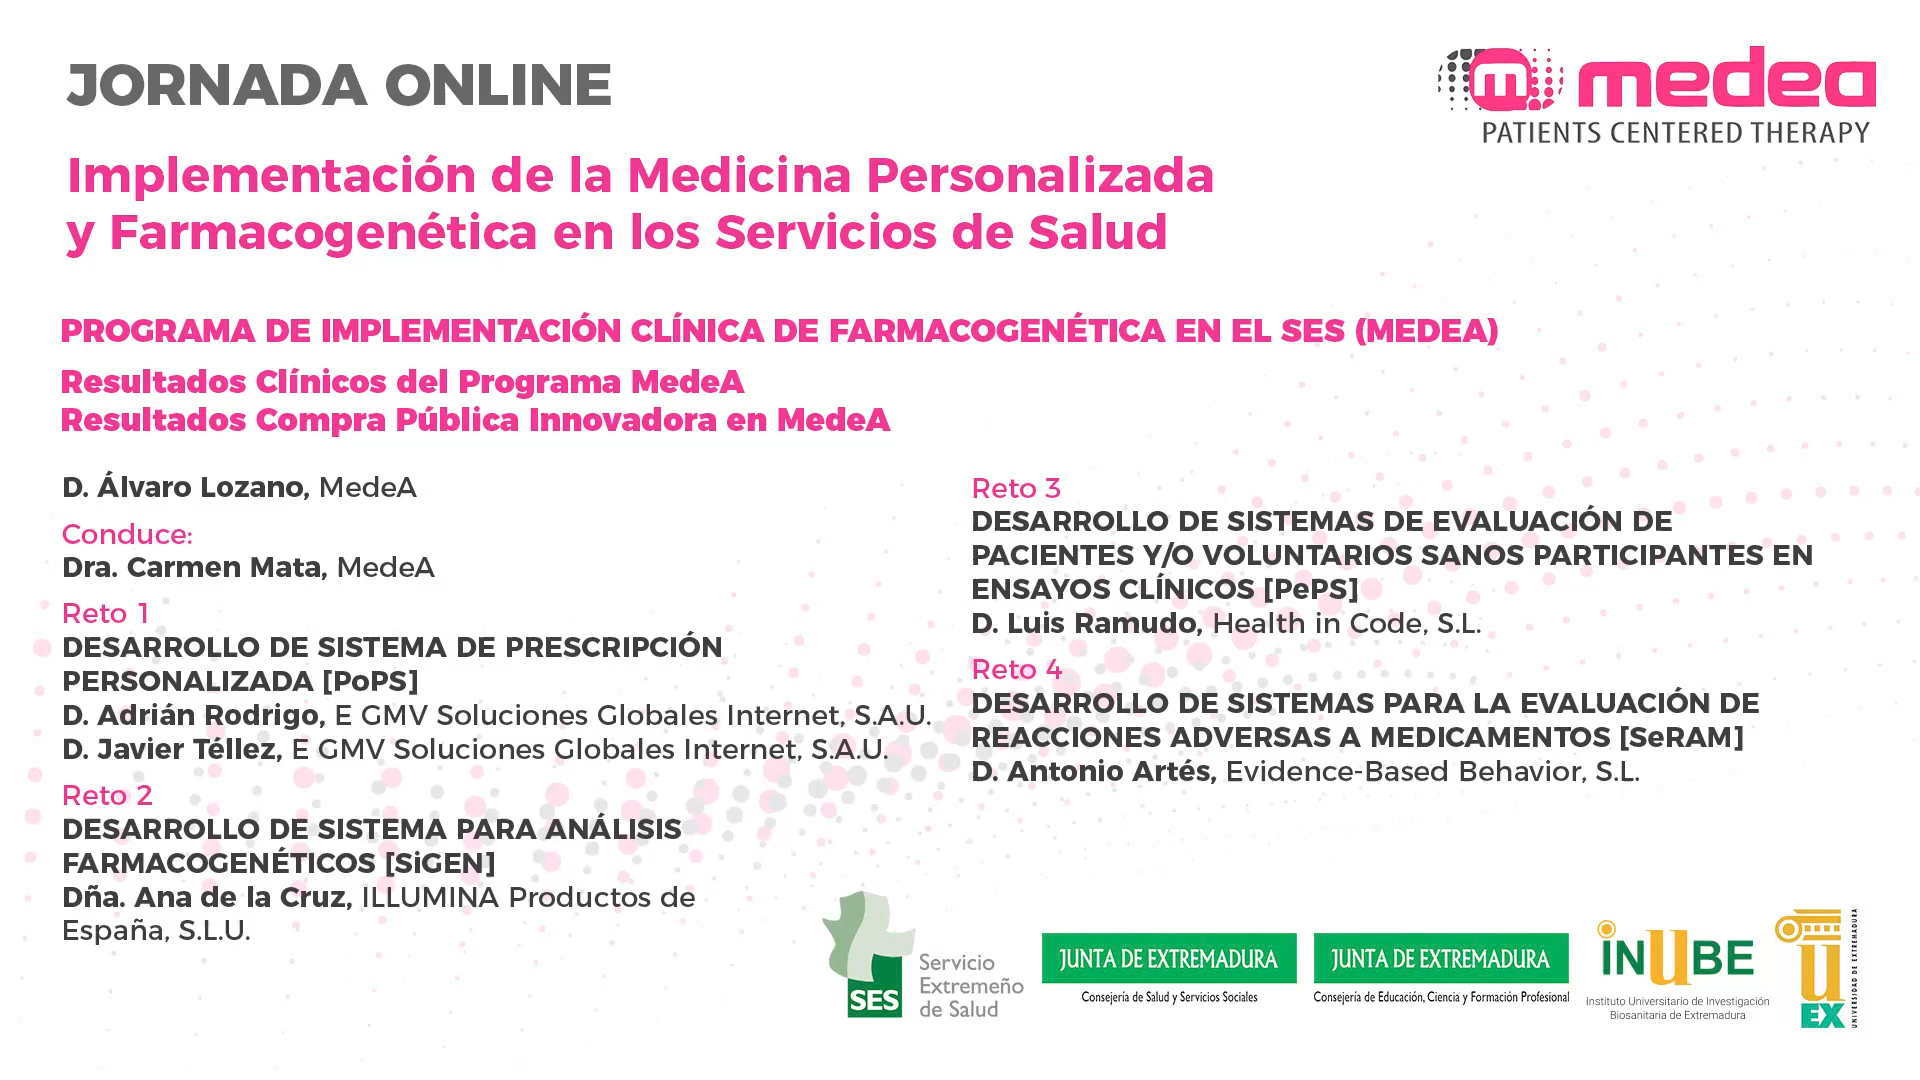 JORNADA ONLINE
m medea
PATIENTS CENTERED THERAPY
Implementación de la Medicina Personalizada
y Farmacogenética en los Servicios de Salud
PROGRAMA DE IMPLEMENTACIÓN CLÍNICA DE FARMACOGENÉTICA EN EL SES (MEDEA)
Resultados Clínicos del Programa MedeA
Resultados Compra Pública Innovadora en MedeA
D. Álvaro Lozano, MedeA
Conduce:
Dra. Carmen Mata, MedeA
Reto 1
DESARROLLO DE SISTEMA DE PRESCRIPCIÓN
PERSONALIZADA [PoPS]
D. Adrián Rodrigo, E GMV Soluciones Globales Internet, S.A.U.
D. Javier Téllez, E GMV Soluciones Globales Internet, S.A.U.
Reto 2
DESARROLLO DE SISTEMA PARA ANÁLISIS
FARMACOGENÉTICOS [SiGEN]
Dña. Ana de la Cruz, ILLUMINA Productos de
España, S.L.U.
Reto 3
DESARROLLO DE SISTEMAS DE EVALUACIÓN DE
PACIENTES Y/O VOLUNTARIOS SANOS PARTICIPANTES EN
ENSAYOS CLÍNICOS [PePS]
D. Luis Ramudo, Health in Code, S.L.
Reto 4
DESARROLLO DE SISTEMAS PARA LA EVALUACIÓN DE
REACCIONES ADVERSAS A MEDICAMENTOS [SeRAM]
D. Antonio Artés, Evidence-Based Behavior, S.L.
SES
Servicio
Extremeño
de Salud
JUNTA DE EXTREMADURA
Consejería de Salud y Servicios Sociales
JUNTA DE EXTREMADURA
Consejería de Educación, Ciencia y Formación Profesional
iNUBE
Instituto Universitario de Investigación
Biosanitaria de Extremadura
U
EX
UNIVERSIDAD DE EXTREMADURA